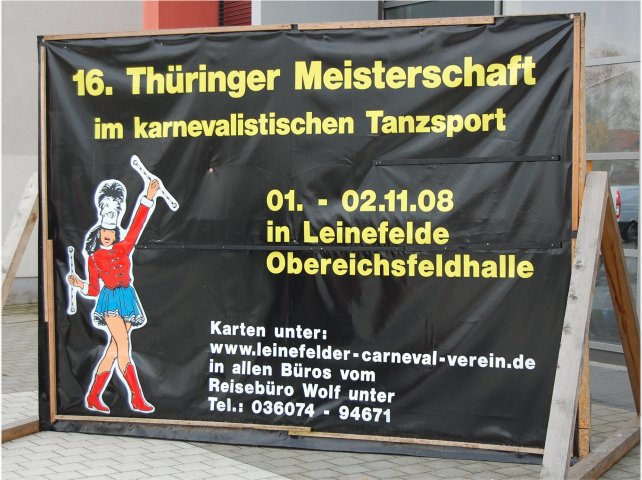 16. Thüringer Meisterschaft
im karnevalistischen Tanzsport
01. - 02.11.08
in Leinefelde
Obereichsfeldhalle
Karten unter:
www.leinefelder-carneval-verein.de
in allen Büros vom
Reisebüro Wolf unter
Tel.: 036074 - 94671